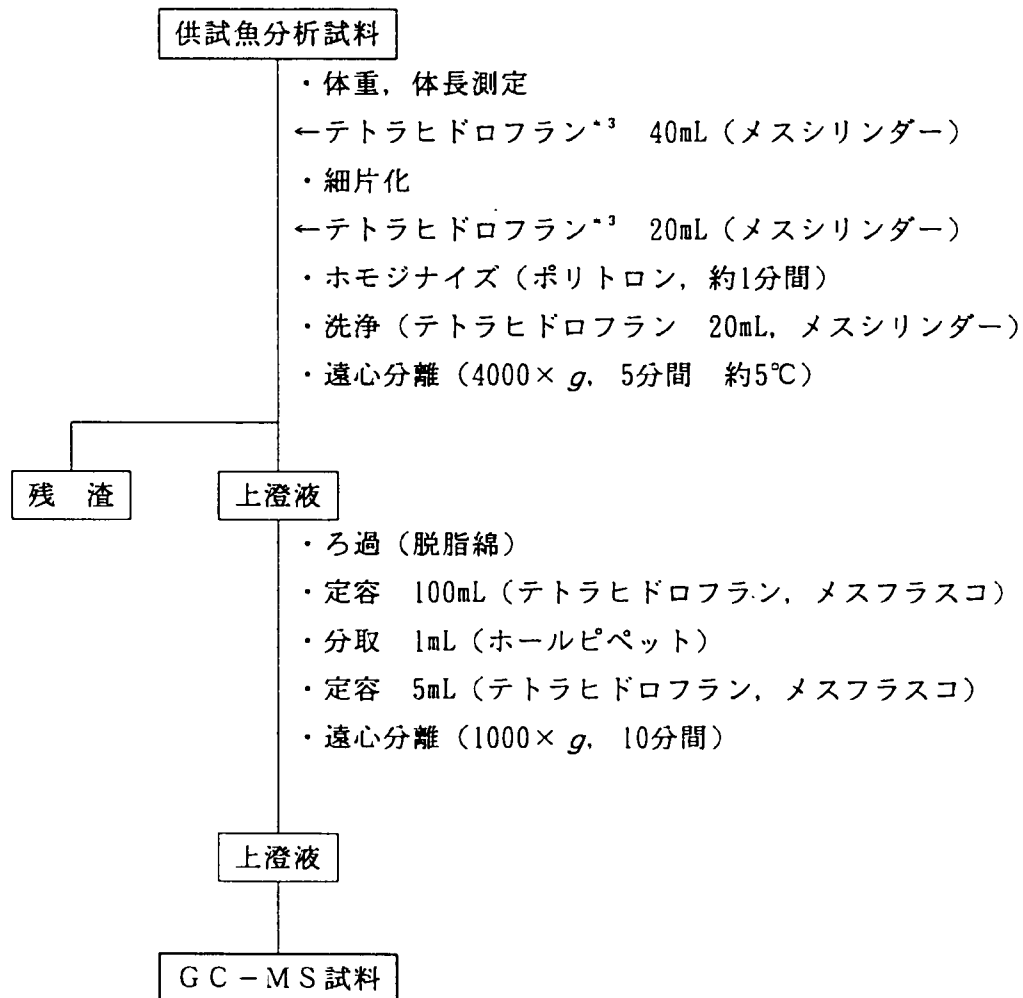 供試魚分析試料
・体重，体長測定
←テトラヒドロフラン*3 40mL（メスシリンダー）
・細片化
←テトラヒドロフラン*3 20mL（メスシリンダー）
・ホモジナイズ（ポリトロン，約1分間）
・洗浄（テトラヒドロフラン 20mL，メスシリンダー）
・遠心分離（4000×g，5分間 約5℃）
残 渣 上澄液
・ろ過（脱脂綿）
・定容 100mL（テトラヒドロフラン，メスフラスコ）
・分取 1mL（ホールピペット）
・定容 5mL（テトラヒドロフラン，メスフラスコ）
・遠心分離（1000×g，10分間）
上澄液
GC－MS試料